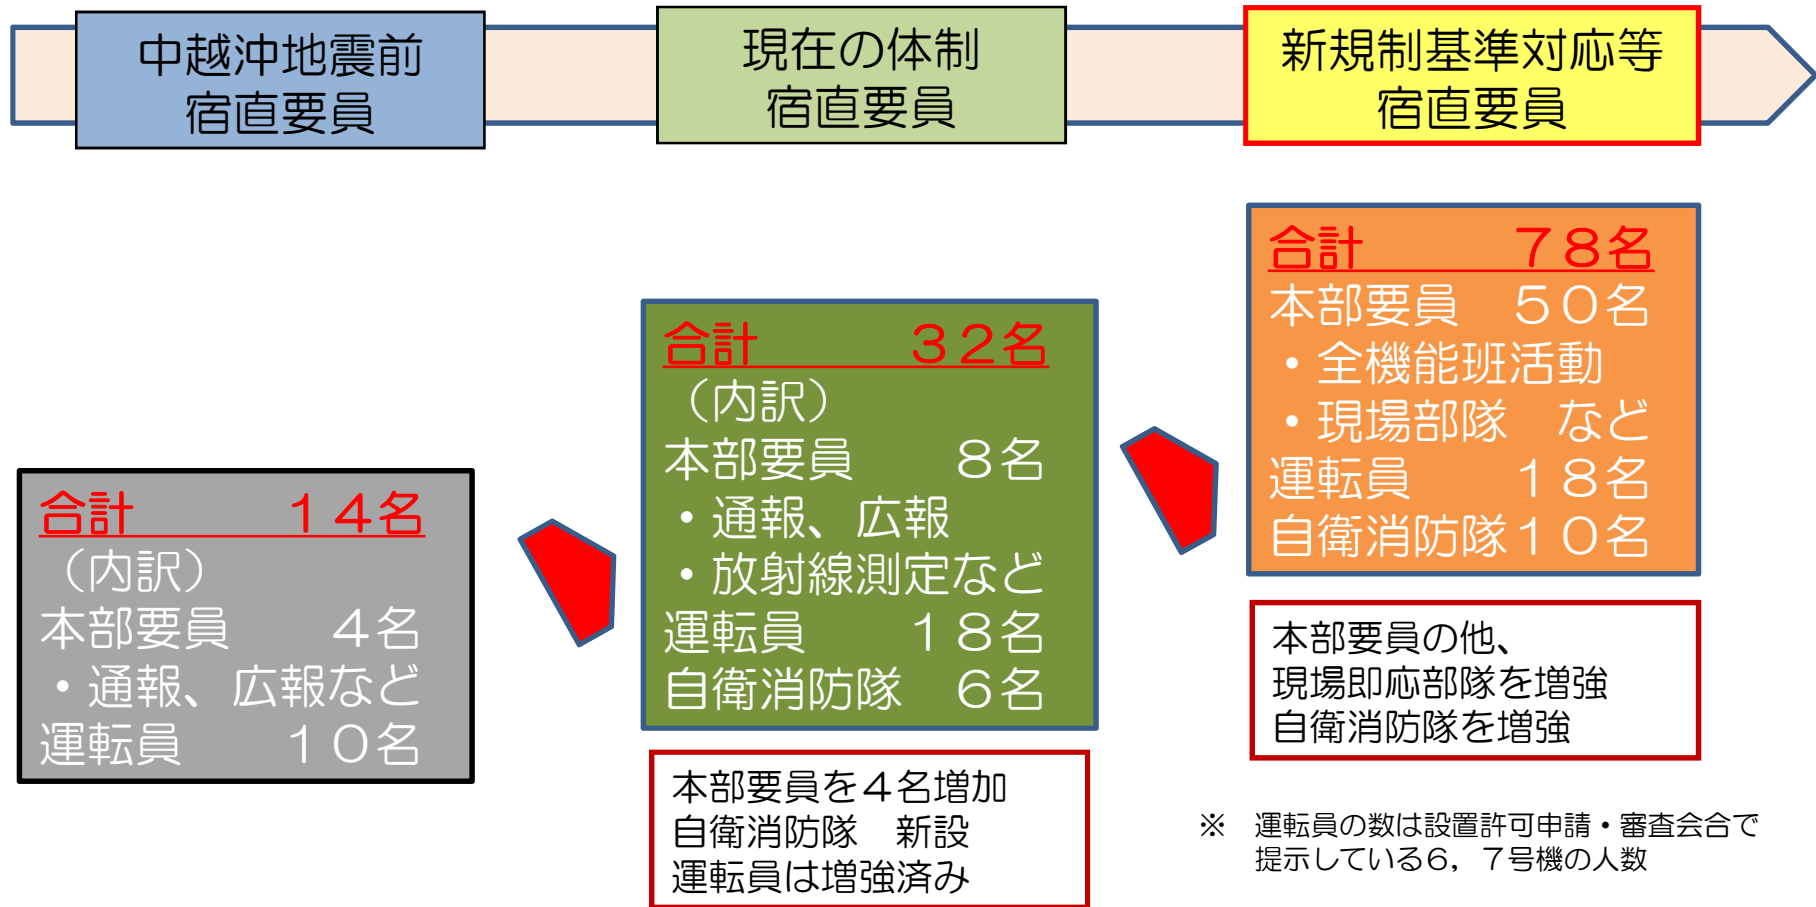 中越沖地震前
宿直要員
現在の体制
宿直要員
新規制基準対応等
宿直要員
合計　　　１４名
（内訳）
本部要員　　４名
・通報、広報など
運転員　　１０名
合計　　　３２名
（内訳）
本部要員　　８名
・通報、広報
・放射線測定など
運転員　　１８名
自衛消防隊　６名
本部要員を４名増加
自衛消防隊　新設
運転員は増強済み
合計　　　７８名
本部要員　５０名
・全機能班活動
・現場部隊　など
運転員　　１８名
自衛消防隊１０名
本部要員の他、
現場即応部隊を増強
自衛消防隊を増強
※　運転員の数は設置許可申請・審査会合で
提示している６，７号機の人数